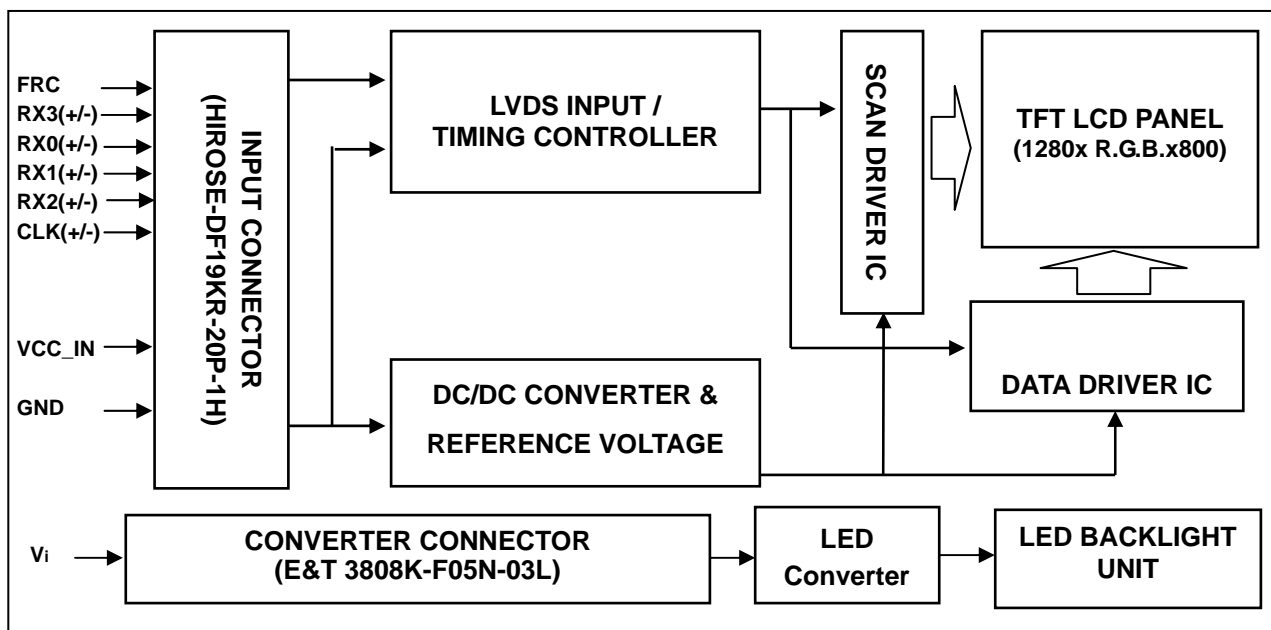 FRC
RX3(+/-)
RX0(+/-)
RX1(+/-)
RX2(+/-)
CLK(+/-)
VCC_IN
GND
INPUT CONNECTOR
(HIROSE-DF19KR-20P-1H)
LVDS INPUT /
TIMING CONTROLLER
SCAN DRIVER IC
TFT LCD PANEL
(1280x R.G.B.x800)
DC/DC CONVERTER &
REFERENCE VOLTAGE
DATA DRIVER IC
Vi
CONVERTER CONNECTOR
(E&T 3808K-F05N-03L)
LED
Converter
LED BACKLIGHT
UNIT